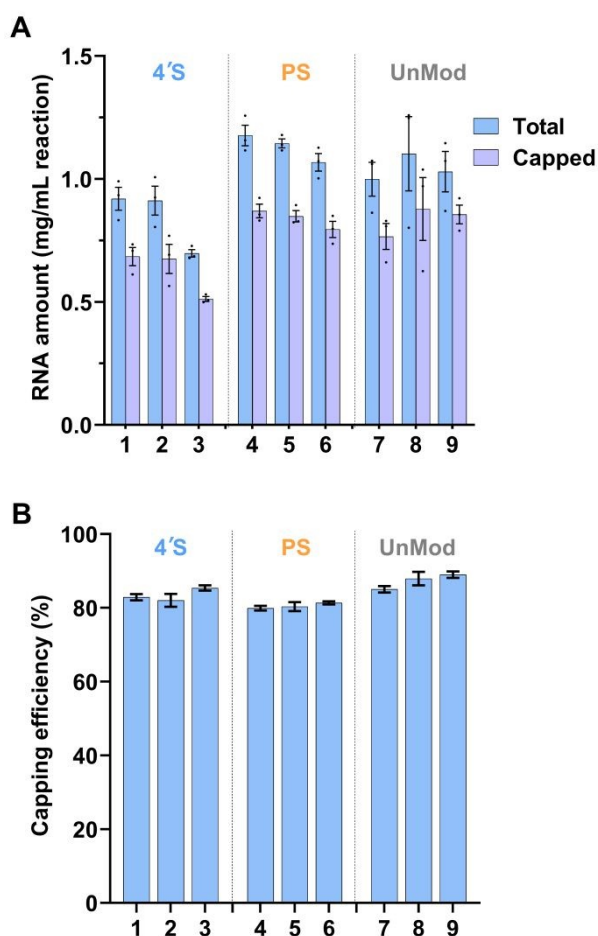 A
1.5
1.0
0.5
0.0
RNA amount (mg/mL reaction)
4′S PS UnMod
Total
Capped
1 2 3 4 5 6 7 8 9
B
100
80
60
40
20
0
Capping efficiency (%)
4′S PS UnMod
1 2 3 4 5 6 7 8 9